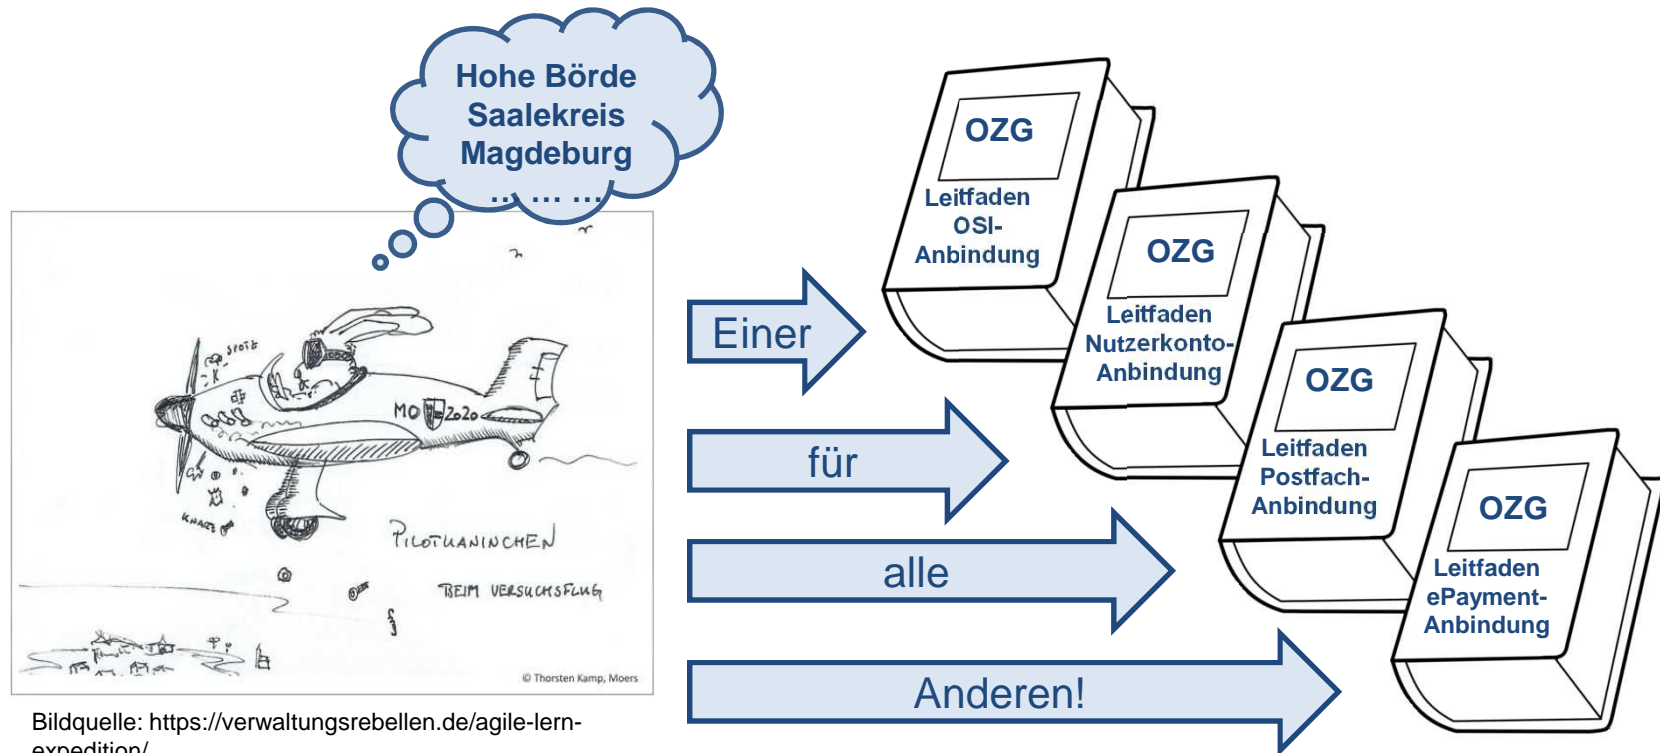 Hohe Börde
Saalekreis
Magdeburg
... ... ...
SPOTZ
MO 2020
KNARZ
PILOTKANINCHEN
BEIM VERSUCHSFLUG
© Thorsten Kamp, Moers
Bildquelle: https://verwaltungsrebellen.de/agile-lern-
expedition/
Einer
für
alle
Anderen!
OZG
Leitfaden
OSI-
Anbindung
OZG
Leitfaden
Nutzerkonto-
Anbindung
OZG
Leitfaden
Postfach-
Anbindung
OZG
Leitfaden
ePayment-
Anbindung